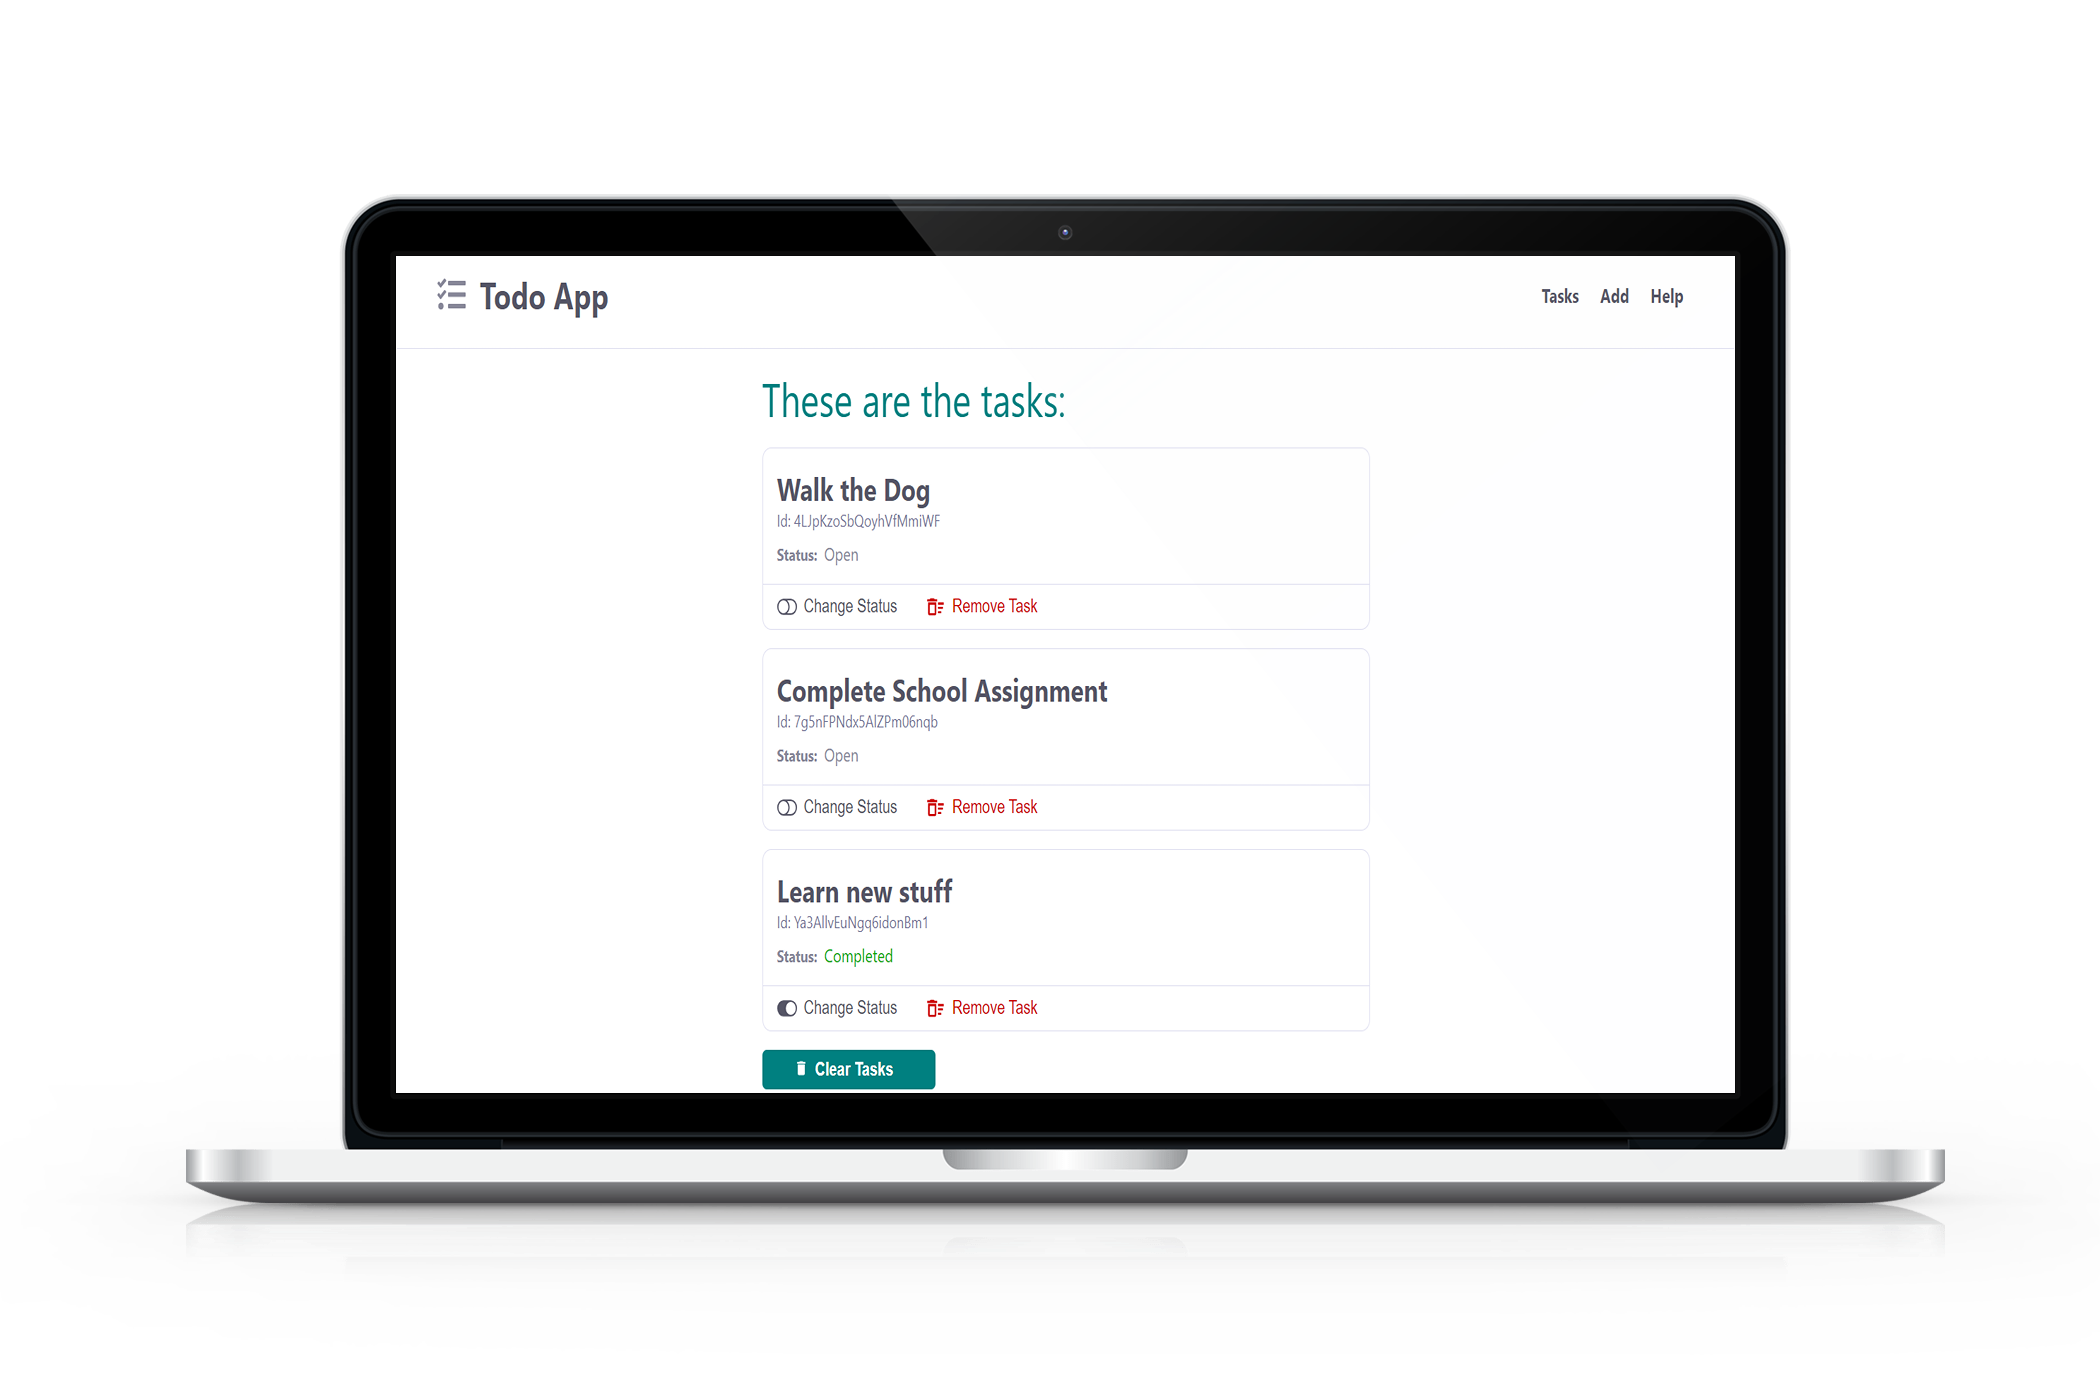 Todo App
Tasks Add Help
These are the tasks:
Walk the Dog
Id: 4LJpKzoSbQoyhVfMmiWF
Status: Open
Change Status Remove Task
Complete School Assignment
Id: 7g5nFPNdx5AlZPm06nqb
Status: Open
Change Status Remove Task
Learn new stuff
Id: Ya3AllvEuNgq6idonBm1
Status: Completed
Change Status Remove Task
Clear Tasks